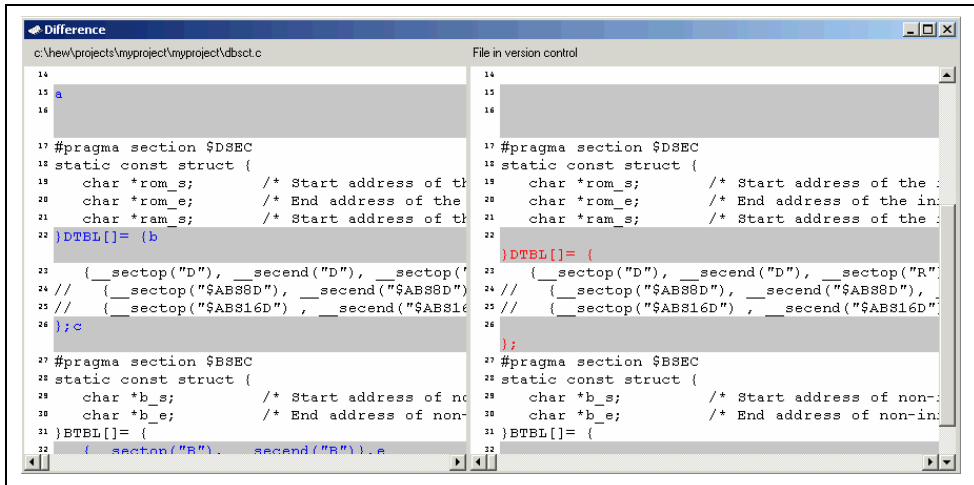 Difference
c:\hew\projects\myproject\myproject\dbsct.c
File in version control
14
15 a
16
17 #pragma section $DSEC
18 static const struct {
19 char *rom_s; /* Start address of th
20 char *rom_e; /* End address of the
21 char *ram_s; /* Start address of th
22 }DTBL[]= {b
23 {__sectop("D"), __secend("D"), __sectop("
24 // {__sectop("$ABS8D"), __secend("$ABS8D")
25 // {__sectop("$ABS16D") , __secend("$ABS16
26 };c
27 #pragma section $BSEC
28 static const struct {
29 char *b_s; /* Start address of no
30 char *b_e; /* End address of non-
31 }BTBL[]= {
32 {__sectop("B"), __secend("B")},e
14
15
16
17 #pragma section $DSEC
18 static const struct {
19 char *rom_s; /* Start address of the i
20 char *rom_e; /* End address of the ini
21 char *ram_s; /* Start address of the i
22
}DTBL[]= {
23 {__sectop("D"), __secend("D"), __sectop("R")
24 // {__sectop("$ABS8D"), __secend("$ABS8D"),
25 // {__sectop("$ABS16D") , __secend("$ABS16D"
26
};
27 #pragma section $BSEC
28 static const struct {
29 char *b_s; /* Start address of non-i
30 char *b_e; /* End address of non-ini
31 }BTBL[]= {
32